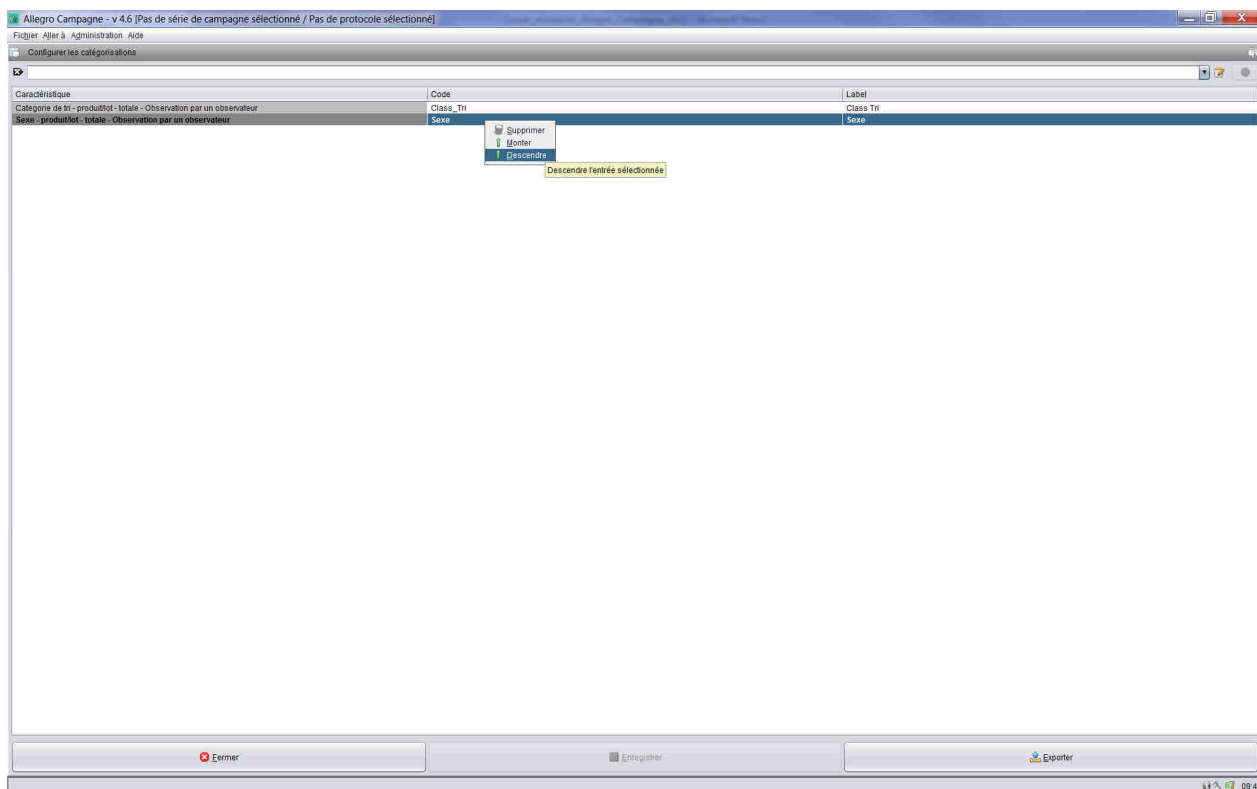 Allegro Campagne - v 4.6 [Pas de série de campagne sélectionné / Pas de protocole sélectionné]
Fichier Aller à Administration Aide
Configurer les catégorisations
Caractéristique Code Label
Categorie de tri - produit/lot - totale - Observation par un observateur Class_Tri Class Tri
Sexe - produit/lot - totale - Observation par un observateur Sexe Sexe
Supprimer
Monter
Descendre
Descendre l'entrée sélectionnée
Fermer Enregistrer Exporter
09:4